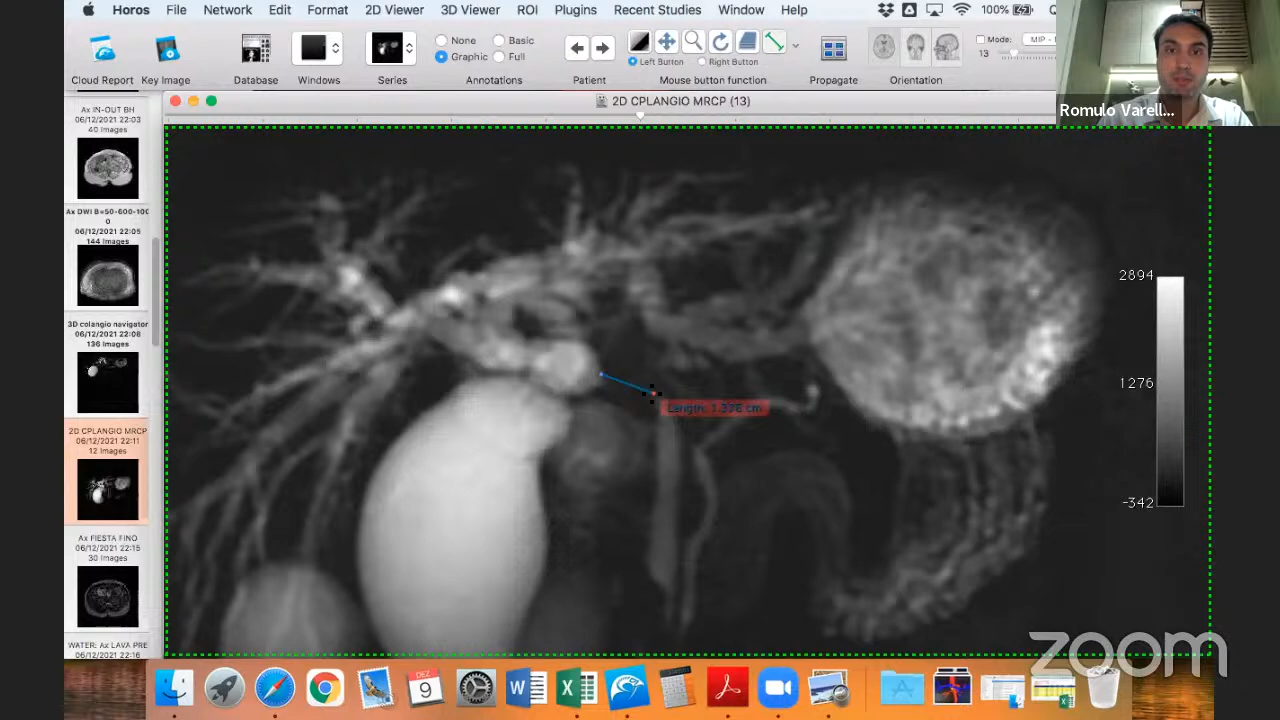 Horos File Network Edit Format 2D Viewer 3D Viewer ROI Plugins Recent Studies Window Help 100%
None Basic
13 Mode: MIP -
Graphic Full
Left Button Right Button
Cloud Report Key Image Database Windows Series Annotatis Patient Mouse button function Propagate Orientation
Romulo Varell...
2D CPLANGIO MRCP (13)
Ax IN-OUT BH
06/12/2021 22:03
40 Images
Ax DWI B=50-600-100
0
06/12/2021 22:05
144 Images
3D colangio navigator
06/12/2021 22:08
136 Images
2D CPLANGIO MRCP
06/12/2021 22:11
12 Images
Ax FIESTA FINO
06/12/2021 22:15
30 Images
WATER: Ax LAVA PRE
06/12/2021 22:16
2894
1276
-342
Length: 1.336 cm
zoom
DEZ
9